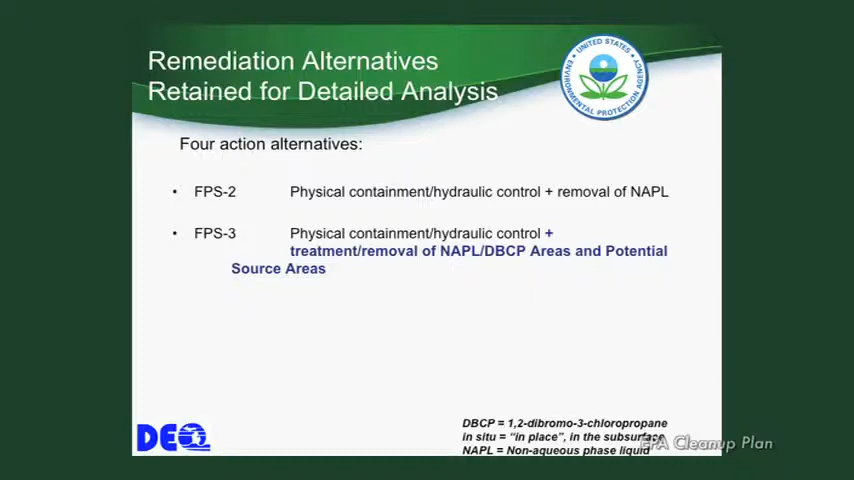 Remediation Alternatives
Retained for Detailed Analysis
UNITED STATES
ENVIRONMENTAL PROTECTION AGENCY
Four action alternatives:
• FPS-2 Physical containment/hydraulic control + removal of NAPL
• FPS-3 Physical containment/hydraulic control +
treatment/removal of NAPL/DBCP Areas and Potential
Source Areas
DEQ
DBCP = 1,2-dibromo-3-chloropropane
in situ = “in place”, in the subsurface
NAPL = Non-aqueous phase liquid
EPA Cleanup Plan